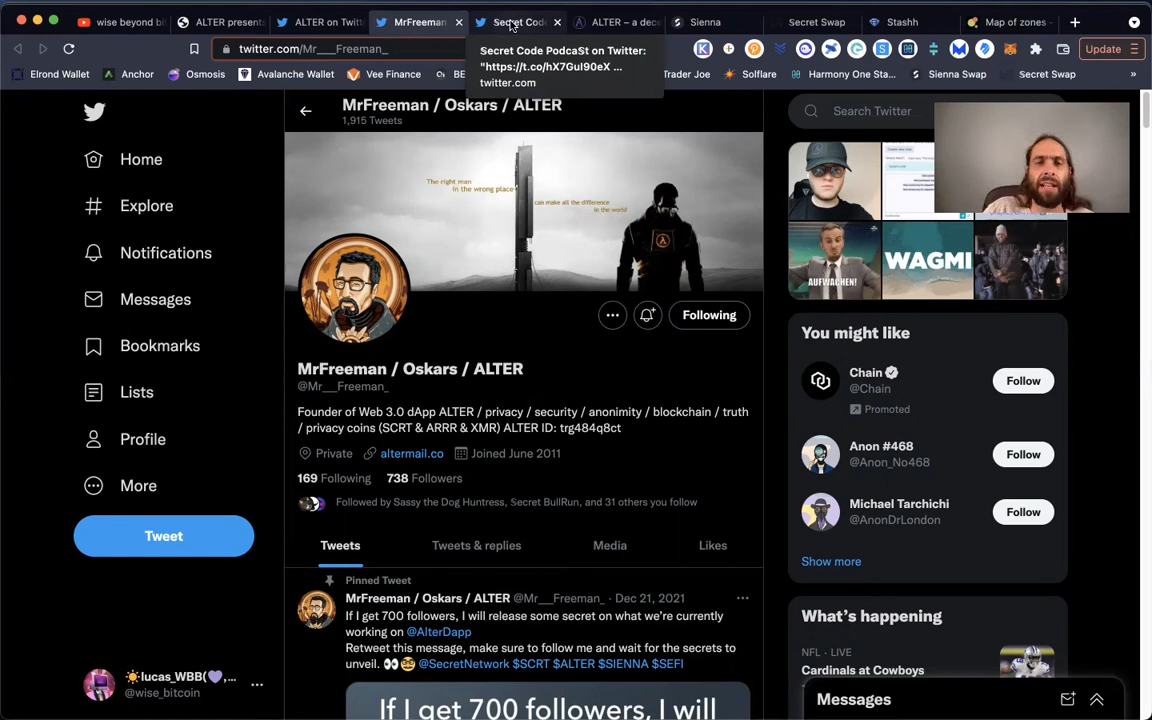 wise beyond bit
ALTER present
ALTER on Twitt
MrFreeman
Secret Cod
ALTER – a dec
Sienna
Secret Swap
Stashh
Map of zones -
twitter.com/Mr___Freeman_
Update
Elrond Wallet
Anchor
Osmosis
Avalanche Wallet
Vee Finance
BE
Trader Joe
Solflare
Harmony One Sta...
Sienna Swap
Secret Swap
»
Secret Code PodcaSt on Twitter:
"https://t.co/hX7Gul90eX ...
twitter.com
Home
Explore
Notifications
Messages
Bookmarks
Lists
Profile
More
Tweet
☀️lucas_WBB(💜,...
@wise_bitcoin
MrFreeman / Oskars / ALTER
1,915 Tweets
The right man
in the wrong place
can make all the difference
in the world
Following
MrFreeman / Oskars / ALTER
@Mr___Freeman_
Founder of Web 3.0 dApp ALTER / privacy / security / anonimity / blockchain / truth
/ privacy coins (SCRT & ARRR & XMR) ALTER ID: trg484q8ct
Private altermail.co Joined June 2011
169 Following 738 Followers
Followed by Sassy the Dog Huntress, Secret BullRun, and 31 others you follow
Tweets
Tweets & replies
Media
Likes
Pinned Tweet
MrFreeman / Oskars / ALTER @Mr___Freeman_ · Dec 21, 2021
If I get 700 followers, I will release some secret on what we're currently
working on @AlterDapp
Retweet this message, make sure to follow me and wait for the secrets to
unveil. 👀🤓 @SecretNetwork $SCRT $ALTER $SIENNA $SEFI
If I get 700 followers, I will
Search Twitter
AUFWACHEN!
WAGMI
You might like
Chain
@Chain
Promoted
Follow
Anon #468
@Anon_No468
Follow
Michael Tarchichi
@AnonDrLondon
Follow
Show more
What's happening
NFL · LIVE
Cardinals at Cowboys
Messages